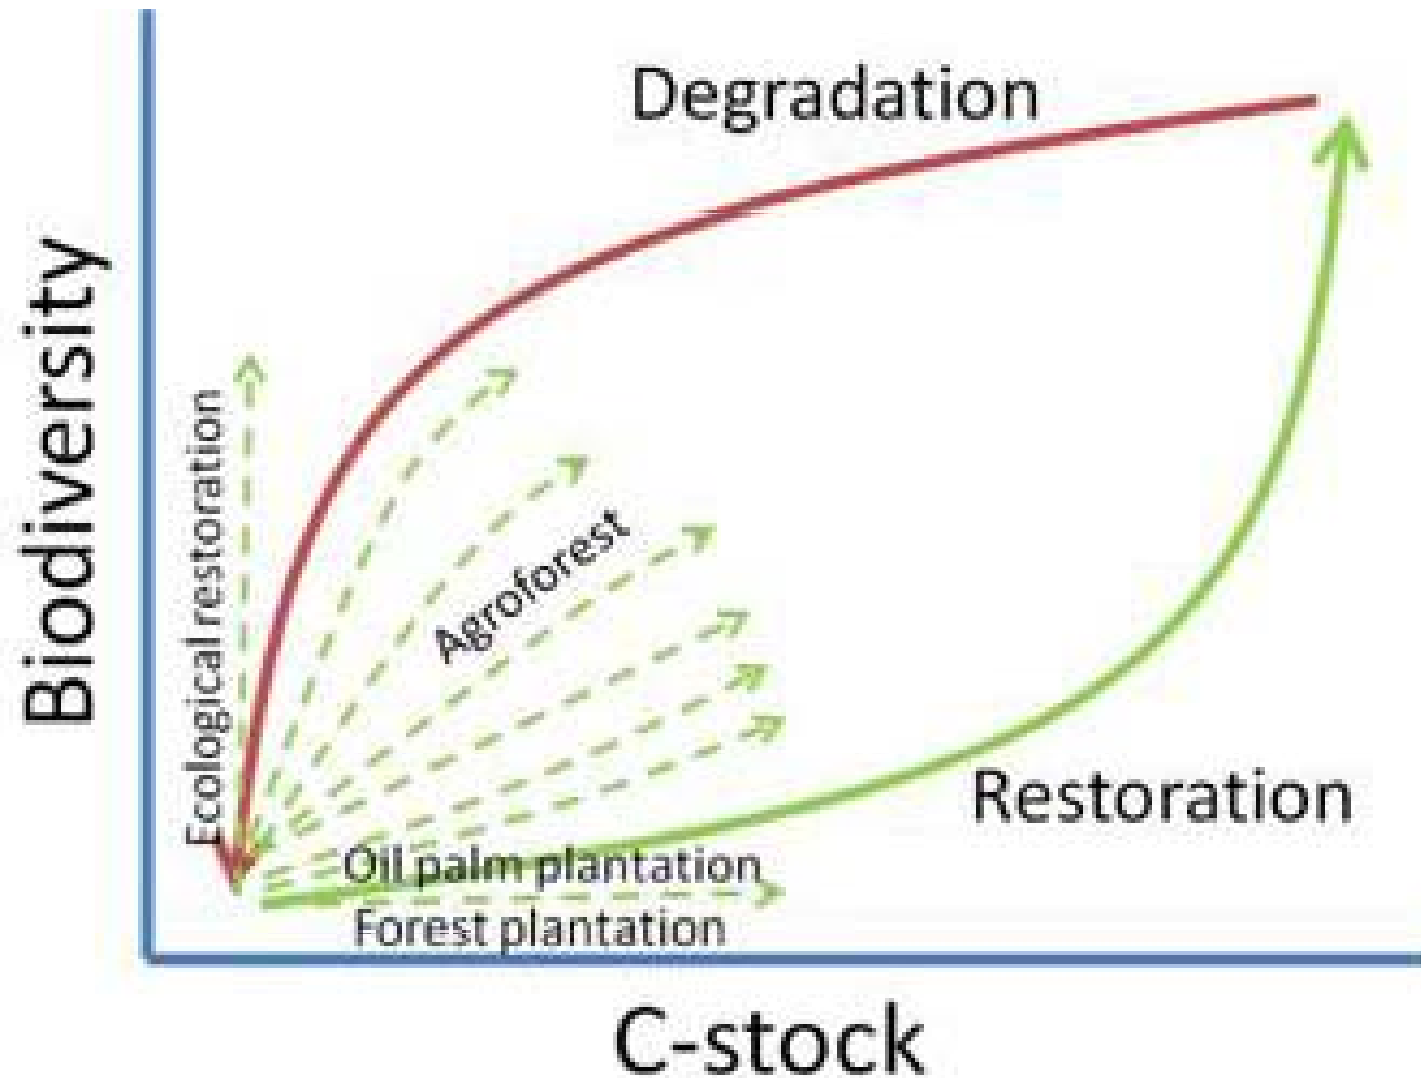 Degradation
Biodiversity
Ecological restoration
Agroforest
Restoration
Oil palm plantation
Forest plantation
C-stock